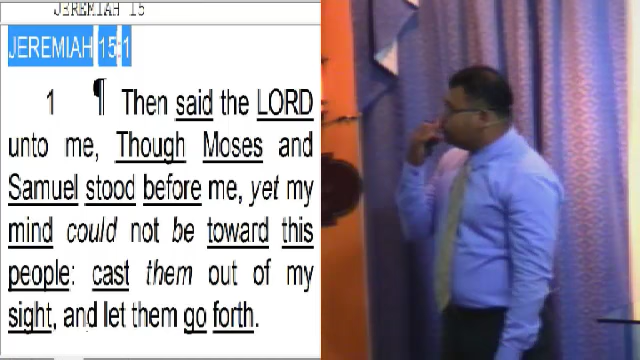 JEREMIAH 15
JEREMIAH 15:1
1 ¶ Then said the LORD
unto me, Though Moses and
Samuel stood before me, yet my
mind could not be toward this
people: cast them out of my
sight, and let them go forth.